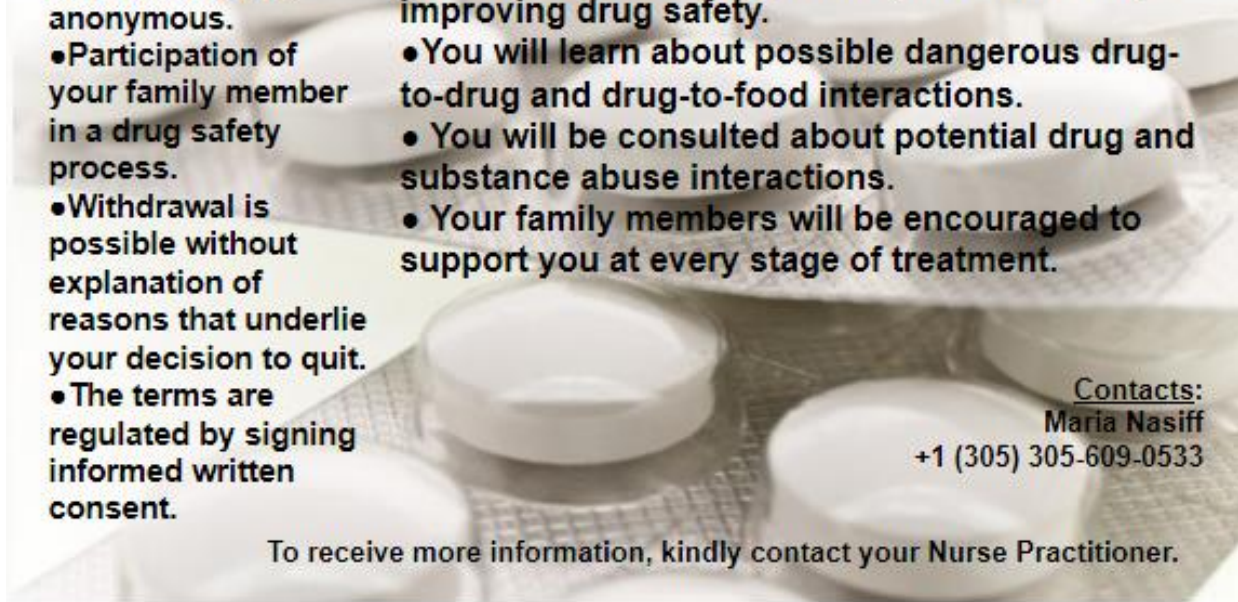 anonymous.
●Participation of
your family member
in a drug safety
process.
●Withdrawal is
possible without
explanation of
reasons that underlie
your decision to quit.
●The terms are
regulated by signing
informed written
consent.
improving drug safety.
●You will learn about possible dangerous drug-
to-drug and drug-to-food interactions.
● You will be consulted about potential drug and
substance abuse interactions.
● Your family members will be encouraged to
support you at every stage of treatment.
Contacts:
Maria Nasiff
+1 (305) 305-609-0533
To receive more information, kindly contact your Nurse Practitioner.